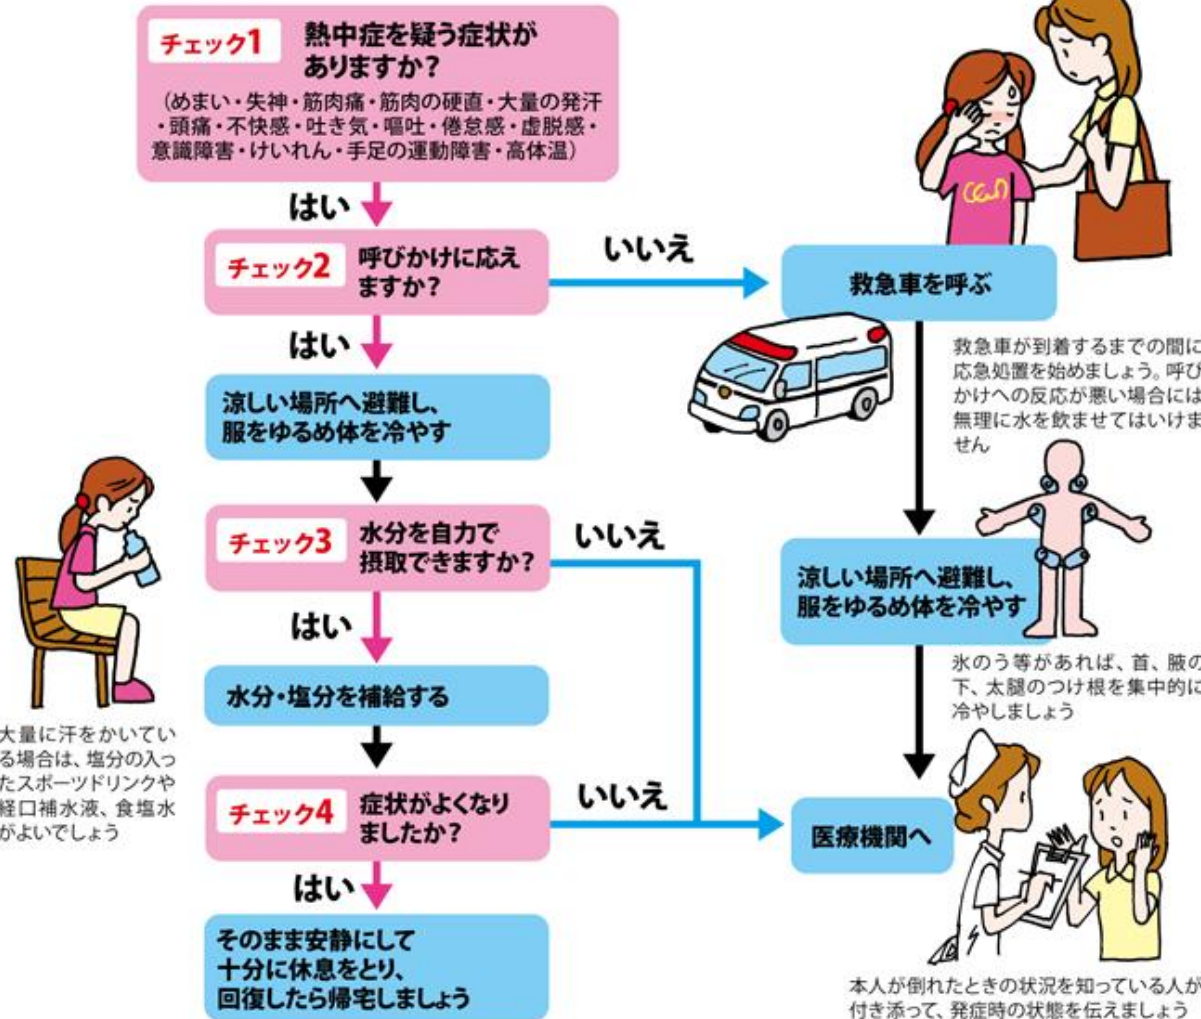 チェック1
熱中症を疑う症状が
ありますか？
(めまい・失神・筋肉痛・筋肉の硬直・大量の発汗
・頭痛・不快感・吐き気・嘔吐・倦怠感・虚脱感・
意識障害・けいれん・手足の運動障害・高体温)
はい
チェック2
呼びかけに応え
ますか？
いいえ
救急車を呼ぶ
救急車が到着するまでの間に
応急処置を始めましょう。呼び
かけへの反応が悪い場合には
無理に水を飲ませてはいけま
せん
はい
涼しい場所へ避難し、
服をゆるめ体を冷やす
チェック3
水分を自力で
摂取できますか？
いいえ
涼しい場所へ避難し、
服をゆるめ体を冷やす
氷のう等があれば、首、腋の
下、太腿のつけ根を集中的に
冷やしましょう
はい
水分・塩分を補給する
大量に汗をかいてい
る場合は、塩分の入っ
たスポーツドリンクや
経口補水液、食塩水
がよいでしょう
チェック4
症状がよくなり
ましたか？
いいえ
医療機関へ
本人が倒れたときの状況を知っている人が
付き添って、発症時の状態を伝えましょう
はい
そのまま安静にして
十分に休息をとり、
回復したら帰宅しましょう